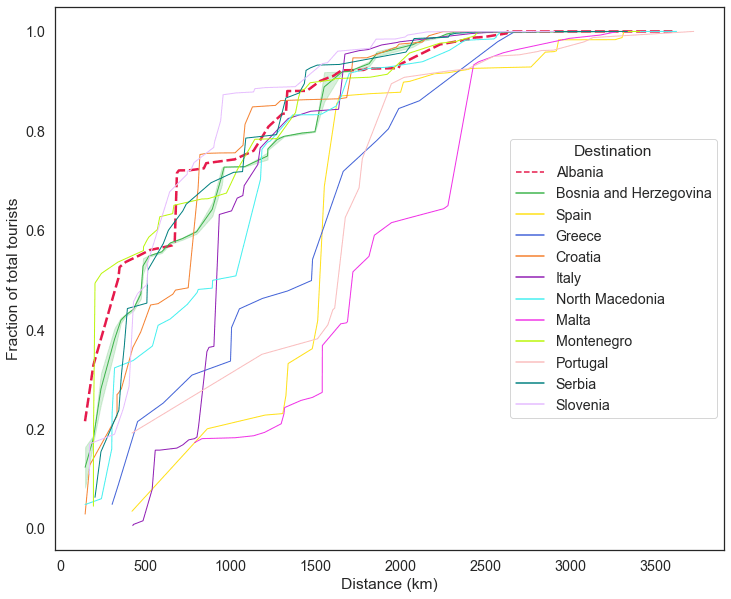 1.0
0.8
0.6
0.4
0.2
0.0
Fraction of total tourists
0
500
1000
1500
2000
2500
3000
3500
Distance (km)
Destination
Albania
Bosnia and Herzegovina
Spain
Greece
Croatia
Italy
North Macedonia
Malta
Montenegro
Portugal
Serbia
Slovenia